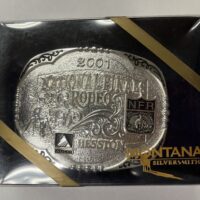 2001
NATIONAL FINALS
RODEO
NFR
HESSTON
MONTANA
SILVERSMITHS